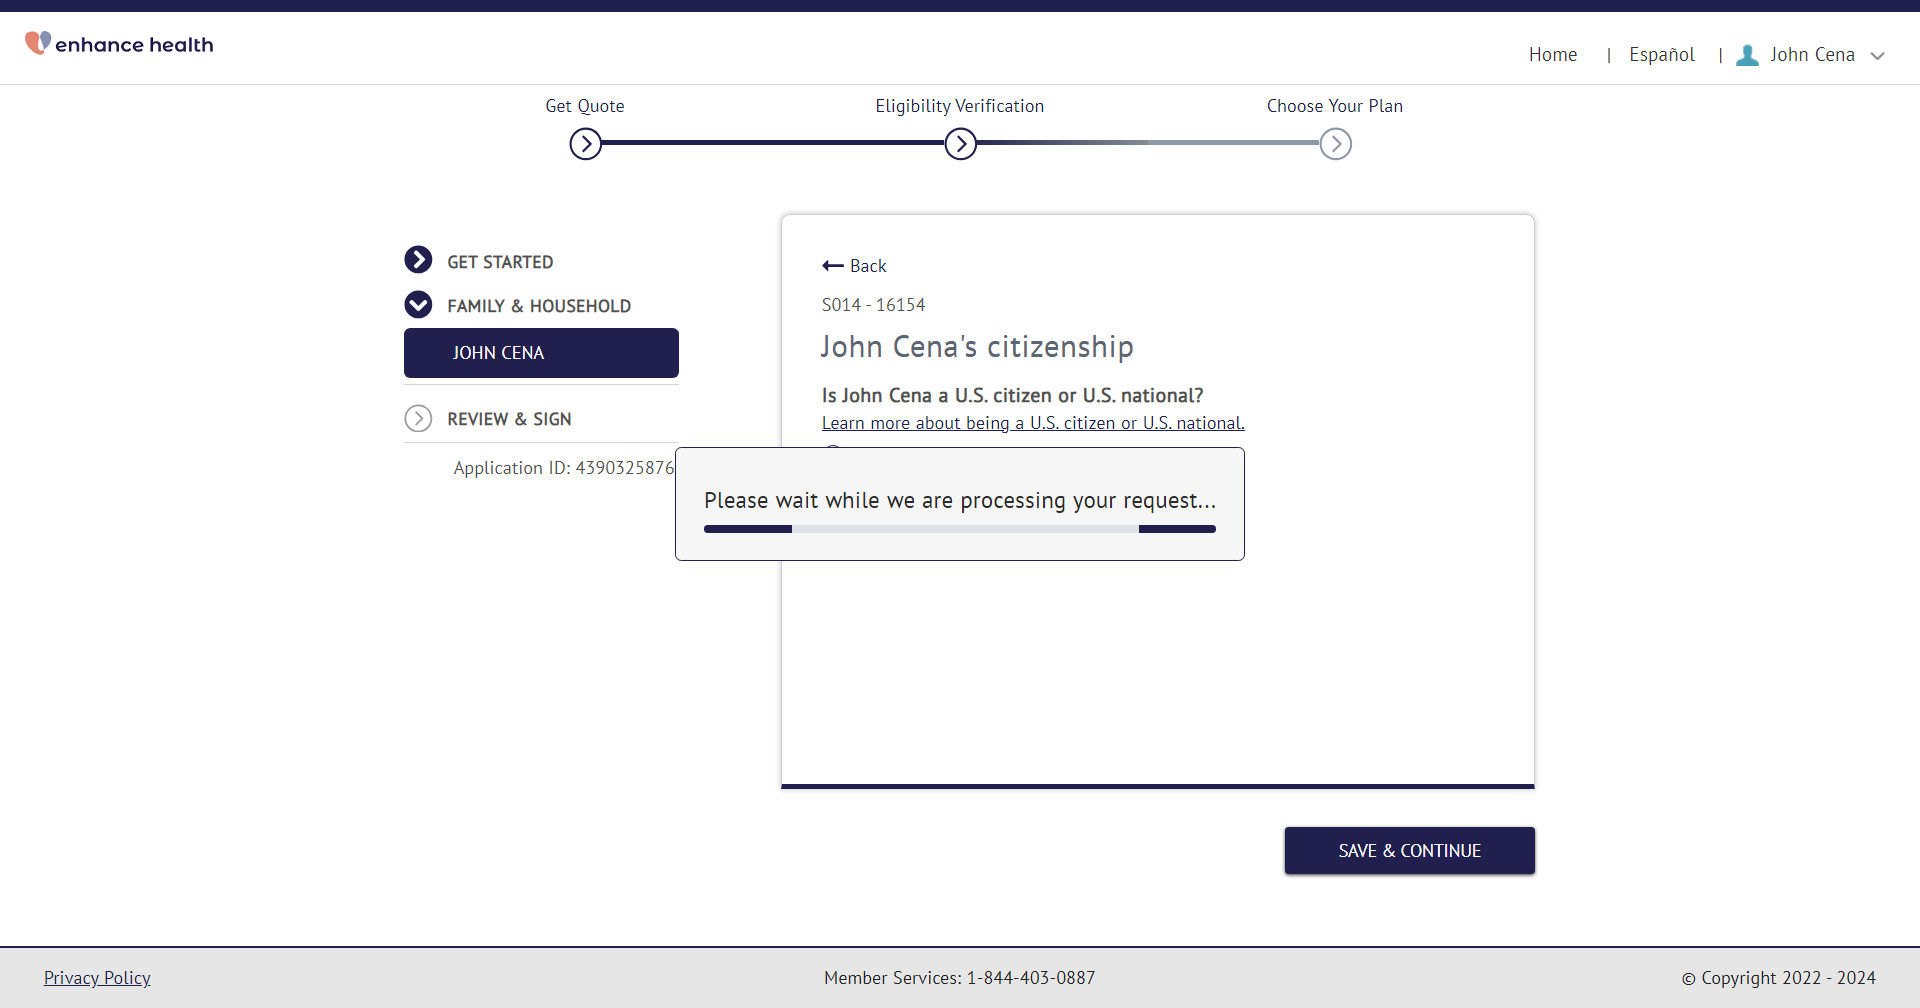 enhance health
Home | Español | John Cena
Get Quote
Eligibility Verification
Choose Your Plan
GET STARTED
FAMILY & HOUSEHOLD
JOHN CENA
REVIEW & SIGN
Application ID: 4390325876
Back
S014 - 16154
John Cena's citizenship
Is John Cena a U.S. citizen or U.S. national?
Learn more about being a U.S. citizen or U.S. national.
Please wait while we are processing your request...
SAVE & CONTINUE
Privacy Policy
Member Services: 1-844-403-0887
© Copyright 2022 - 2024